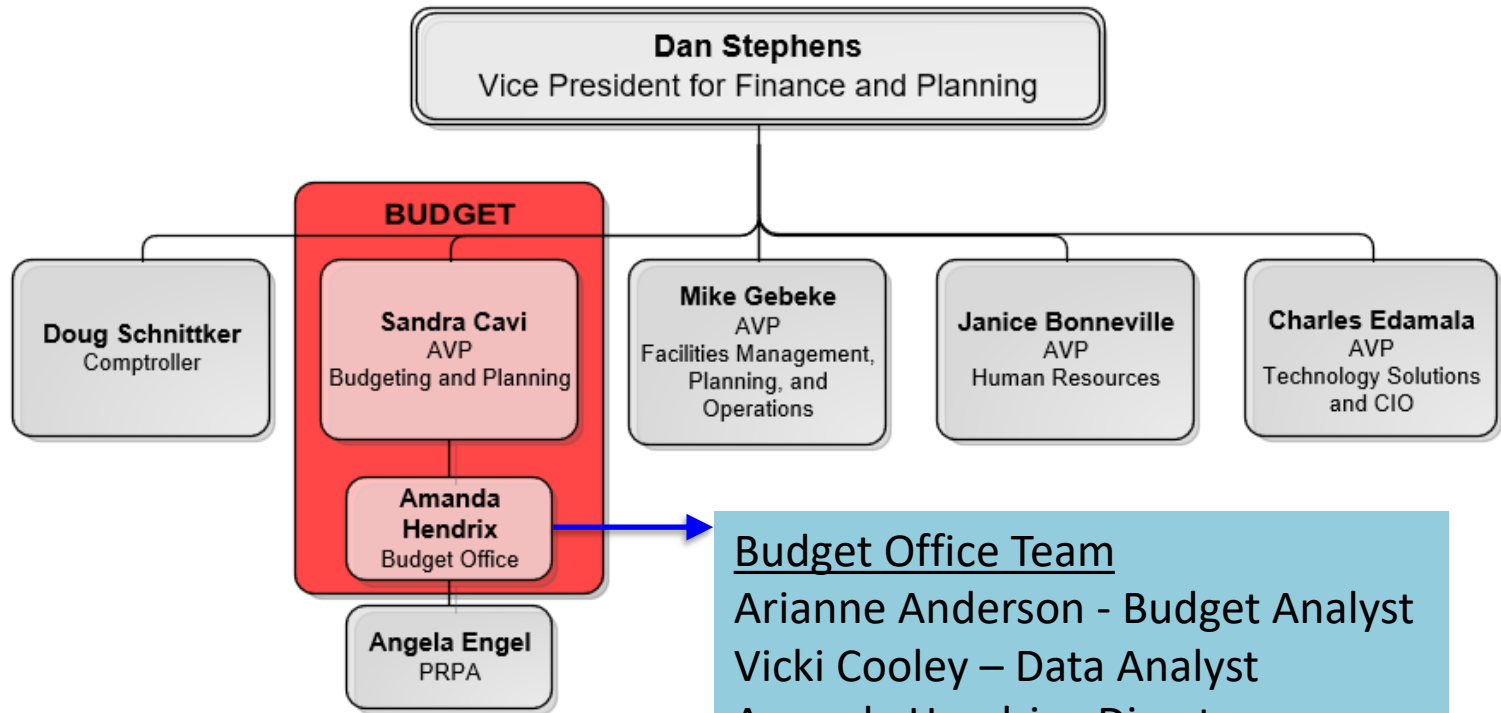 Dan Stephens
Vice President for Finance and Planning
BUDGET
Doug Schnittker
Comptroller
Sandra Cavi
AVP
Budgeting and Planning
Mike Gebeke
AVP
Facilities Management,
Planning, and
Operations
Janice Bonneville
AVP
Human Resources
Charles Edamala
AVP
Technology Solutions
and CIO
Amanda
Hendrix
Budget Office
Angela Engel
PRPA
Budget Office Team
Arianne Anderson - Budget Analyst
Vicki Cooley – Data Analyst